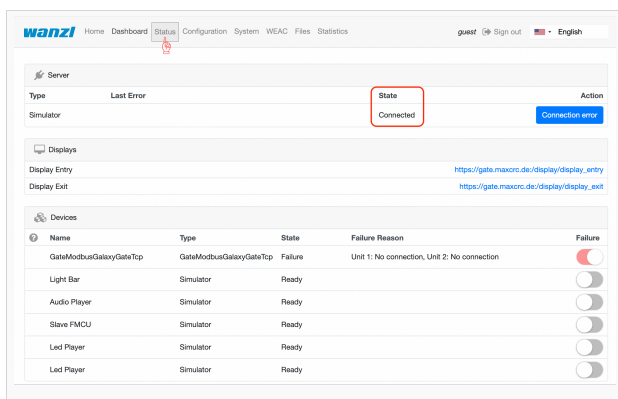 wanzl Home Dashboard Status Configuration System WEAC Files Statistics guest Sign out English
Server
Type Last Error State Action
Simulator Connected Connection error
Displays
Display Entry https://gate.maxcrc.de:/display/display_entry
Display Exit https://gate.maxcrc.de:/display/display_exit
Devices
? Name Type State Failure Reason Failure
GateModbusGalaxyGateTcp GateModbusGalaxyGateTcp Failure Unit 1: No connection, Unit 2: No connection
Light Bar Simulator Ready
Audio Player Simulator Ready
Slave FMCU Simulator Ready
Led Player Simulator Ready
Led Player Simulator Ready